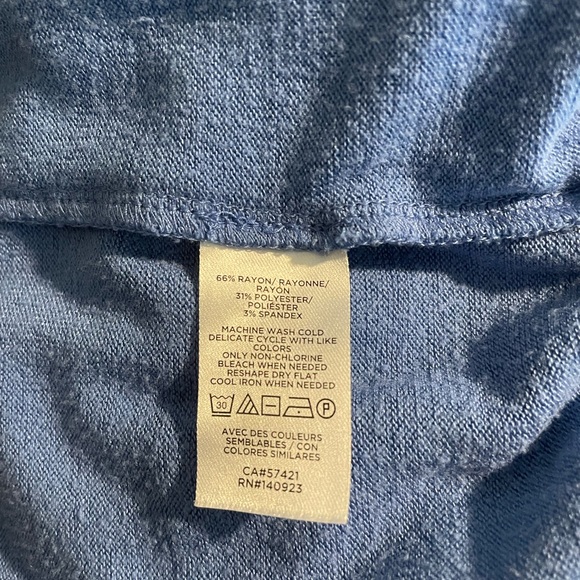 66% RAYON/ RAYONNE/
RAYÓN
31% POLYESTER/
POLIÉSTER
3% SPANDEX
MACHINE WASH COLD
DELICATE CYCLE WITH LIKE
COLORS
ONLY NON-CHLORINE
BLEACH WHEN NEEDED
RESHAPE DRY FLAT
COOL IRON WHEN NEEDED
30 P
AVEC DES COULEURS
SEMBLABLES / CON
COLORES SIMILARES
CA#57421
RN#140923